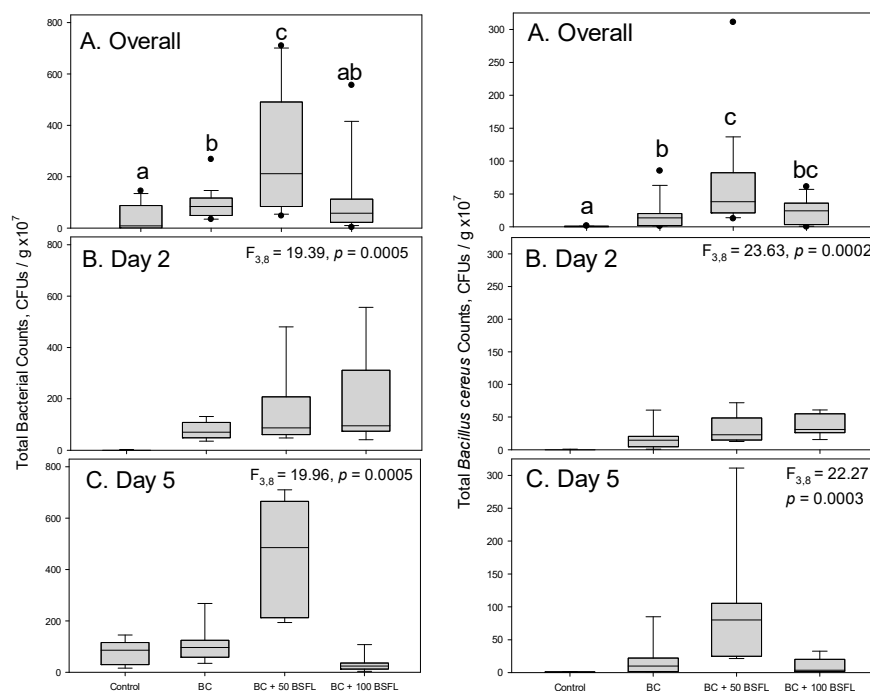 Total Bacterial Counts, CFUs / g x10⁷
A. Overall
800
600
400
200
0
a
b
c
ab
B. Day 2
F₃,₈ = 19.39, p = 0.0005
800
600
400
200
0
C. Day 5
F₃,₈ = 19.96, p = 0.0005
800
600
400
200
0
Control
BC
BC + 50 BSFL
BC + 100 BSFL
Total Bacillus cereus Counts, CFUs / g x10⁷
A. Overall
300
250
200
150
100
50
0
a
b
c
bc
B. Day 2
F₃,₈ = 23.63, p = 0.0002
300
250
200
150
100
50
0
C. Day 5
F₃,₈ = 22.27
p = 0.0003
300
250
200
150
100
50
0
Control
BC
BC + 50 BSFL
BC + 100 BSFL